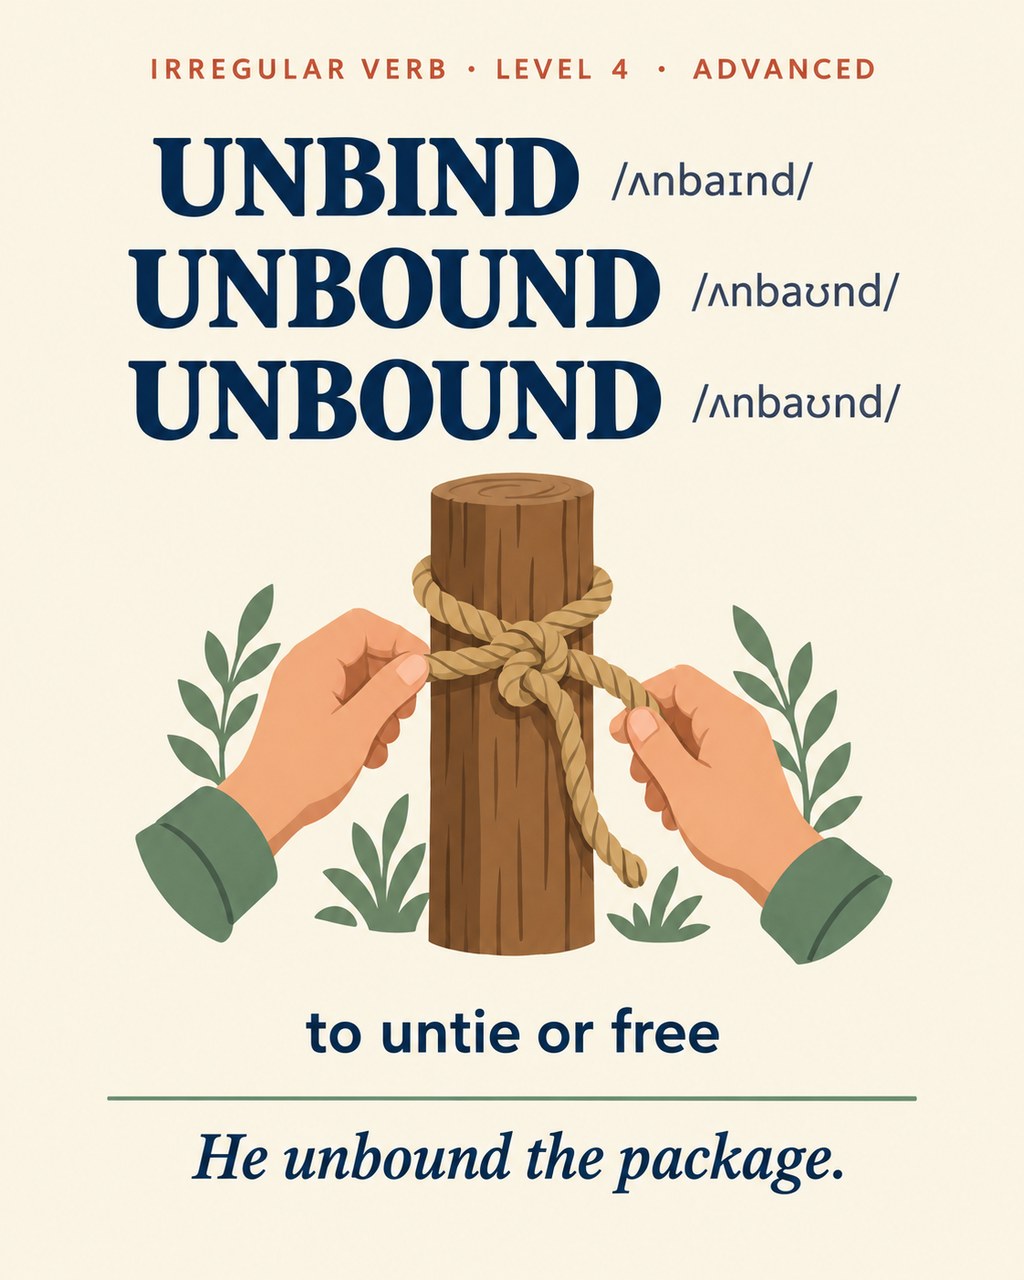 IRREGULAR VERB · LEVEL 4 · ADVANCED
UNBIND /ʌnbaɪnd/
UNBOUND /ʌnbaʊnd/
UNBOUND /ʌnbaʊnd/
to untie or free
He unbound the package.